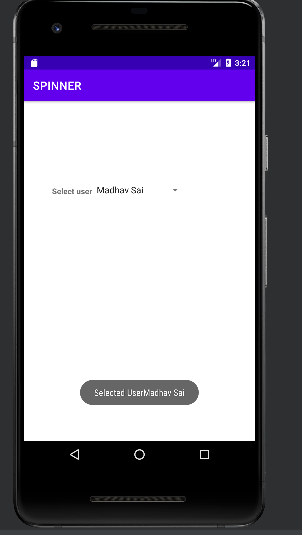 3:21
SPINNER
Select user Madhav Sai
Selected UserMadhav Sai